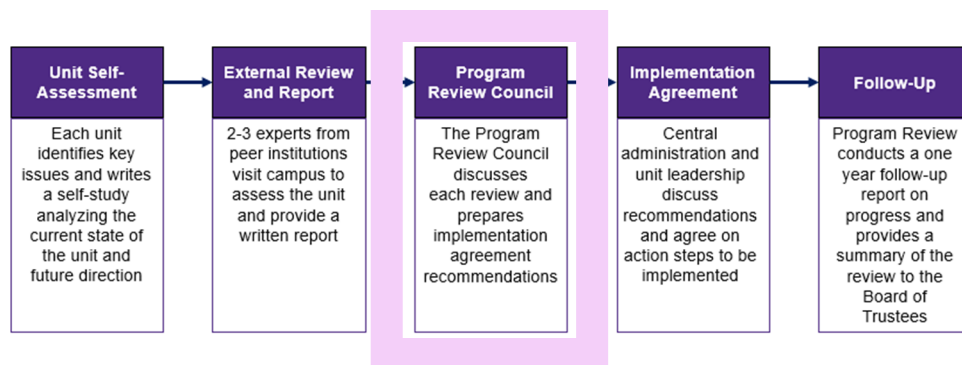 Unit Self-
Assessment
Each unit
identifies key
issues and writes
a self-study
analyzing the
current state of
the unit and
future direction
External Review
and Report
2-3 experts from
peer institutions
visit campus to
assess the unit
and provide a
written report
Program
Review Council
The Program
Review Council
discusses
each review and
prepares
implementation
agreement
recommendations
Implementation
Agreement
Central
administration and
unit leadership
discuss
recommendations
and agree on
action steps to be
implemented
Follow-Up
Program Review
conducts a one
year follow-up
report on
progress and
provides a
summary of the
review to the
Board of
Trustees